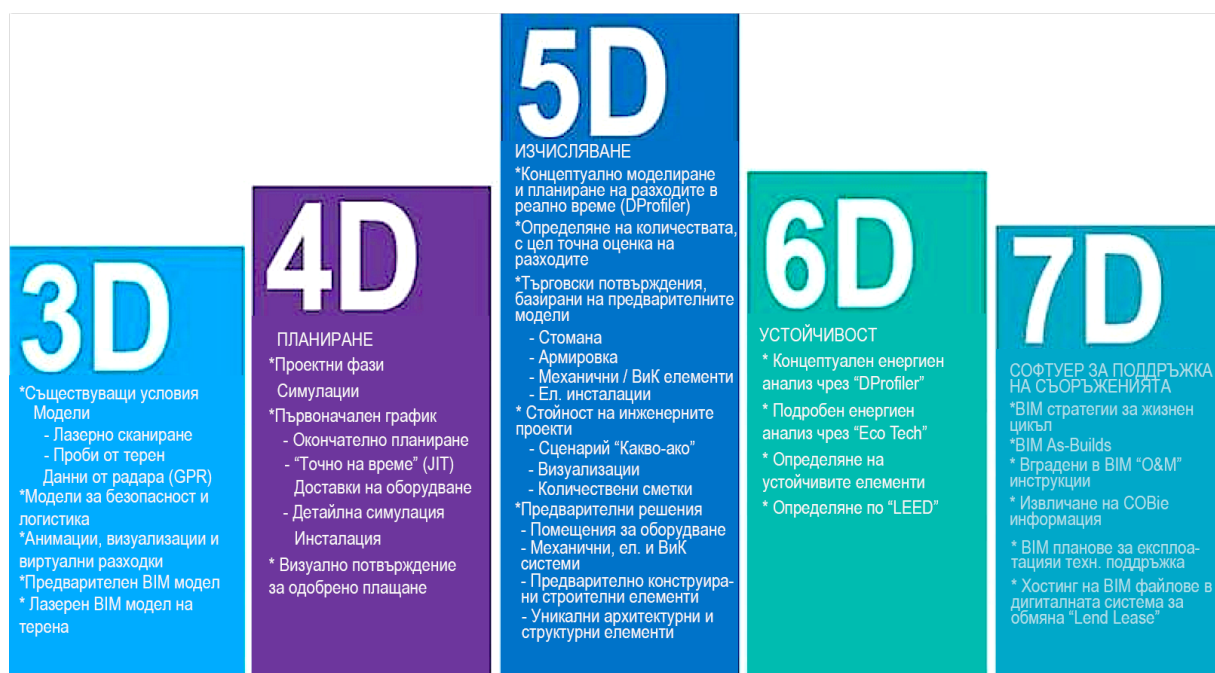 3D
*Съществуващи условия
Модели
- Лазерно сканиране
- Проби от терен
Данни от радара (GPR)
*Модели за безопасност и
логистика
*Анимации, визуализации и
виртуални разходки
*Предварителен BIM модел
* Лазерен BIM модел на
терена
4D
ПЛАНИРАНЕ
*Проектни фази
Симулации
*Първоначален график
- Окончателно планиране
- “Точно на време” (JIT)
Доставки на оборудване
- Детайлна симулация
Инсталация
* Визуално потвърждение
за одобрено плащане
5D
ИЗЧИСЛЯВАНЕ
*Концептуално моделиране
и планиране на разходите в
реално време (DProfiler)
*Определяне на количествата,
с цел точна оценка на
разходите
*Търговски потвърждения,
базирани на предварителните
модели
- Стомана
- Армировка
- Механични / ВиК елементи
- Ел. инсталации
* Стойност на инженерните
проекти
- Сценарий “Какво-ако”
- Визуализации
- Количествени сметки
*Предварителни решения
- Помещения за оборудване
- Механични, ел. и ВиК
системи
- Предварително конструира-
ни строителни елементи
- Уникални архитектурни и
структурни елементи
6D
УСТОЙЧИВОСТ
* Концептуален енергиен
анализ чрез “DProfiler”
* Подробен енергиен
анализ чрез “Eco Tech”
* Определяне на
устойчивите елементи
* Определяне по “LEED”
7D
СОФТУЕР ЗА ПОДДРЪЖКА
НА СЪОРЪЖЕНИЯТА
*BIM стратегии за жизнен
цикъл
*BIM As-Builds
* Вградени в BIM “O&M”
инструкции
* Извличане на COBie
информация
* BIM планове за експлоа-
тацияи техн. поддръжка
* Хостинг на BIM файлове в
дигиталната система за
обмяна “Lend Lease”